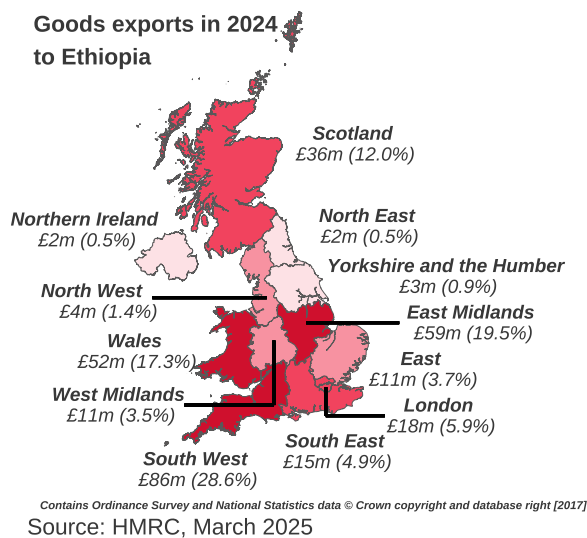 Goods exports in 2024
to Ethiopia
Scotland
£36m (12.0%)
Northern Ireland
£2m (0.5%)
North East
£2m (0.5%)
Yorkshire and the Humber
£3m (0.9%)
North West
£4m (1.4%)
East Midlands
£59m (19.5%)
Wales
£52m (17.3%)
East
£11m (3.7%)
West Midlands
£11m (3.5%)
London
£18m (5.9%)
South East
£15m (4.9%)
South West
£86m (28.6%)
Contains Ordinance Survey and National Statistics data © Crown copyright and database right [2017]
Source: HMRC, March 2025